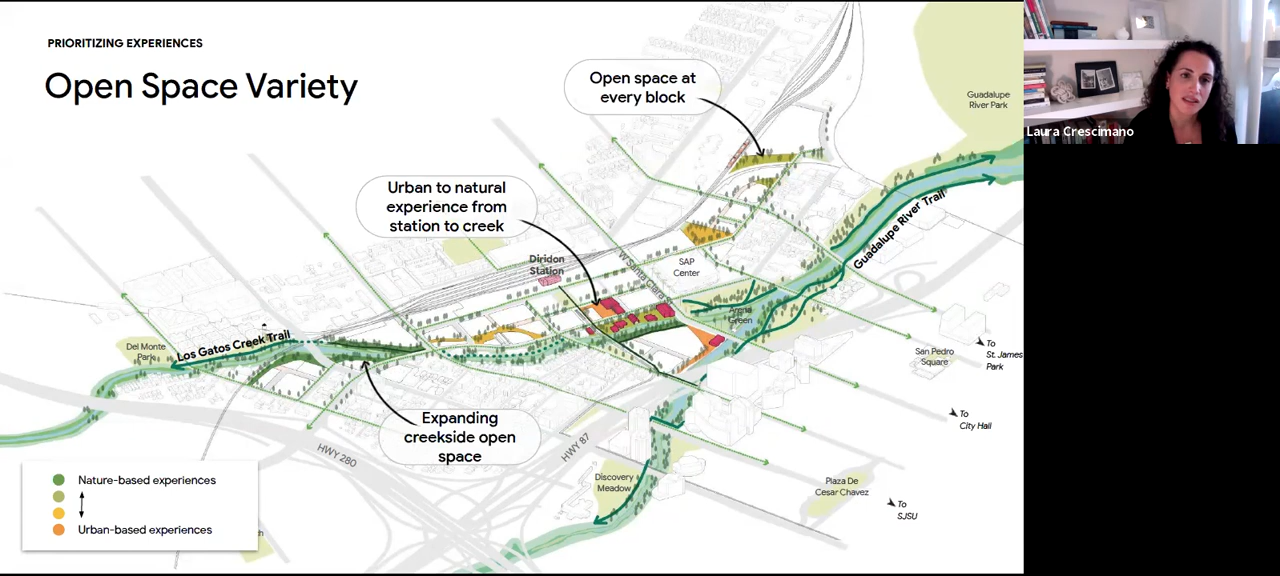 PRIORITIZING EXPERIENCES
Open Space Variety
Open space at
every block
Guadalupe
River Park
Laura Crescimano
Urban to natural
experience from
station to creek
Guadalupe River Trail
Diridon
Station
W Santa Clara
SAP
Center
Arena
Green
Del Monte
Park
Los Gatos Creek Trail
San Pedro
Square
To
St. James
Park
To
City Hall
Expanding
creekside open
space
HWY 280
HWY 87
Discovery
Meadow
Plaza De
Cesar Chavez
To
SJSU
Nature-based experiences
Urban-based experiences